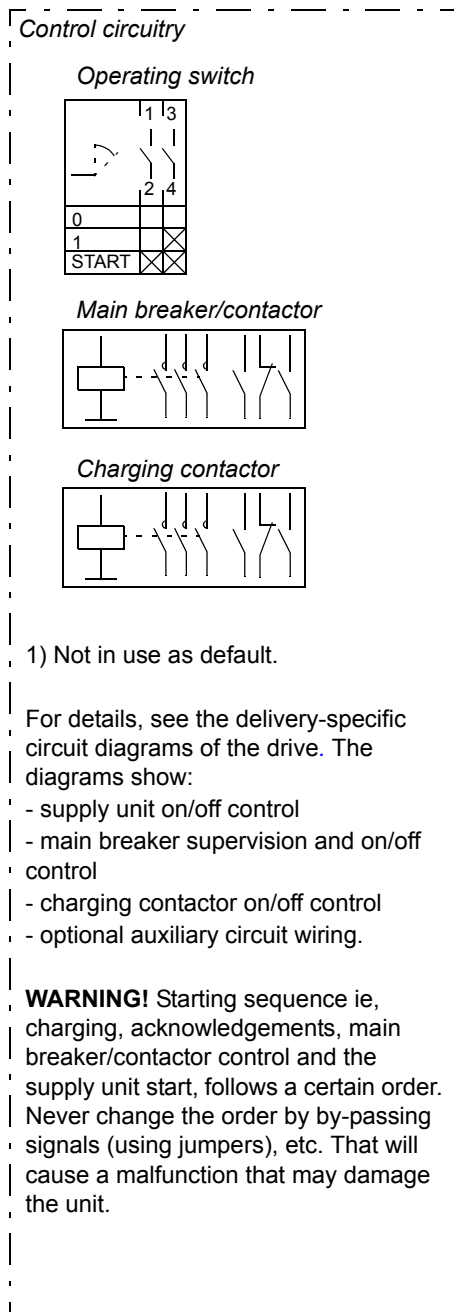 Control circuitry
Operating switch
1 3
2 4
0
1
START
Main breaker/contactor
Charging contactor
1) Not in use as default.
For details, see the delivery-specific
circuit diagrams of the drive. The
diagrams show:
- supply unit on/off control
- main breaker supervision and on/off
control
- charging contactor on/off control
- optional auxiliary circuit wiring.
WARNING! Starting sequence ie,
charging, acknowledgements, main
breaker/contactor control and the
supply unit start, follows a certain order.
Never change the order by by-passing
signals (using jumpers), etc. That will
cause a malfunction that may damage
the unit.